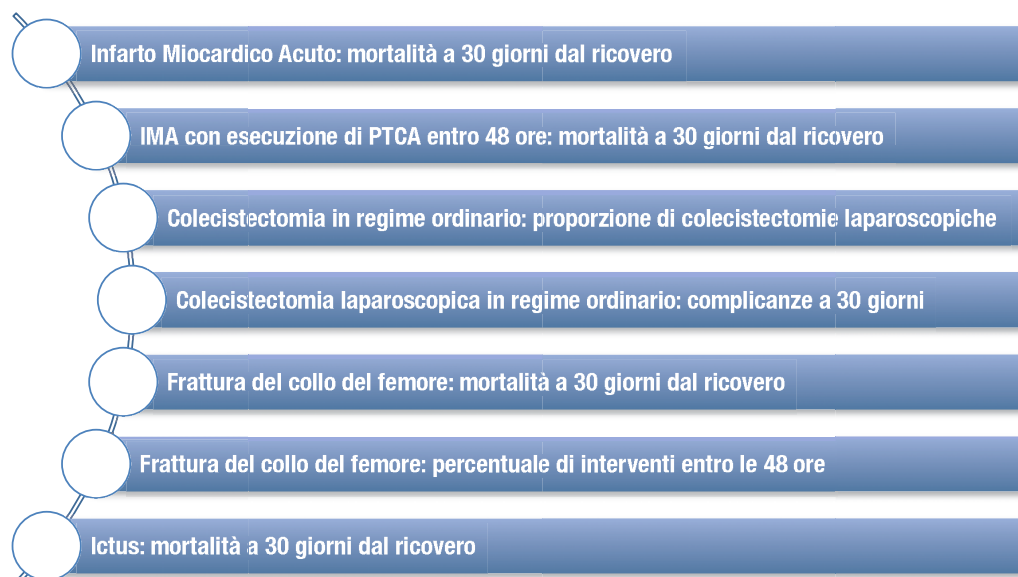 Infarto Miocardico Acuto: mortalità a 30 giorni dal ricovero
IMA con esecuzione di PTCA entro 48 ore: mortalità a 30 giorni dal ricovero
Colecistectomia in regime ordinario: proporzione di colecistectomie laparoscopiche
Colecistectomia laparoscopica in regime ordinario: complicanze a 30 giorni
Frattura del collo del femore: mortalità a 30 giorni dal ricovero
Frattura del collo del femore: percentuale di interventi entro le 48 ore
Ictus: mortalità a 30 giorni dal ricovero